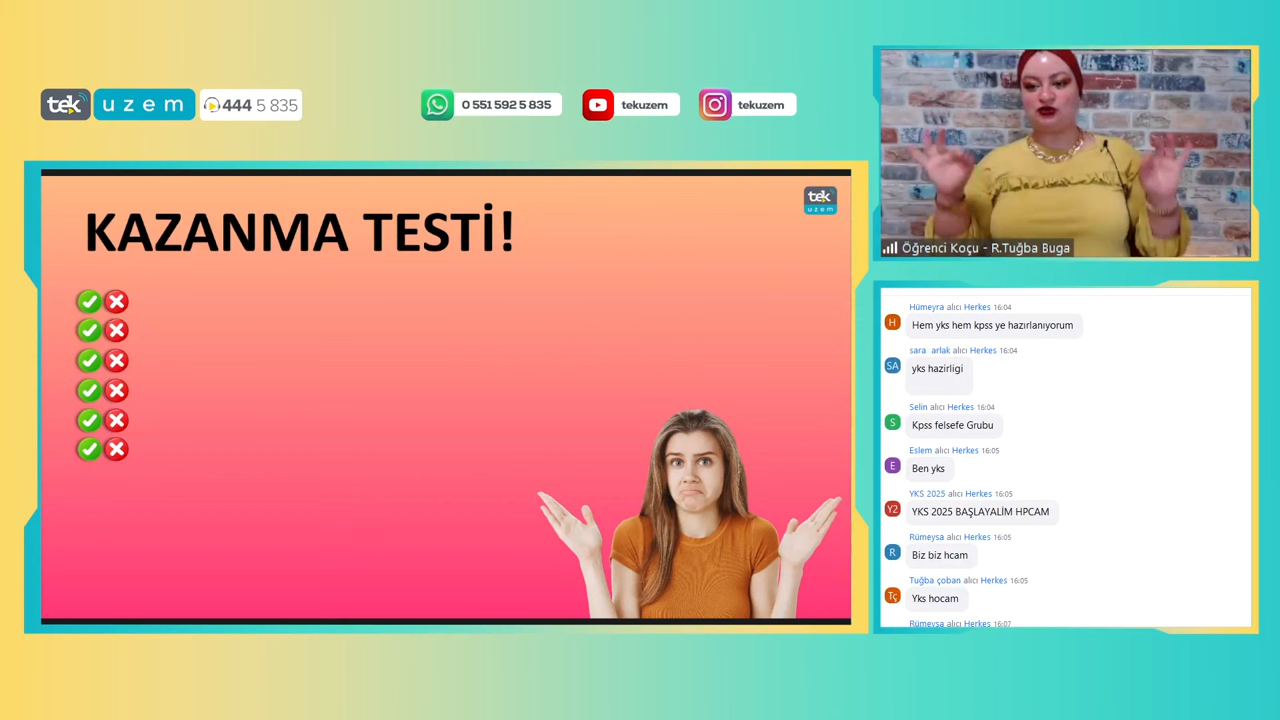 tek uzem 444 5 835
0 551 592 5 835
tekuzem
tekuzem
KAZANMA TESTİ!
tek
uzem
Öğrenci Koçu - R.Tuğba Buga
Hümeyra alıcı Herkes 16:04
H
Hem yks hem kpss ye hazırlanıyorum
sara arlak alıcı Herkes 16:04
SA
yks hazirligi
Selin alıcı Herkes 16:04
S
Kpss felsefe Grubu
Eslem alıcı Herkes 16:05
E
Ben yks
YKS 2025 alıcı Herkes 16:05
Y2
YKS 2025 BAŞLAYALİM HPCAM
Rümeysa alıcı Herkes 16:05
R
Biz biz hcam
Tuğba çoban alıcı Herkes 16:05
Tç
Yks hocam
Rümeysa alıcı Herkes 16:07